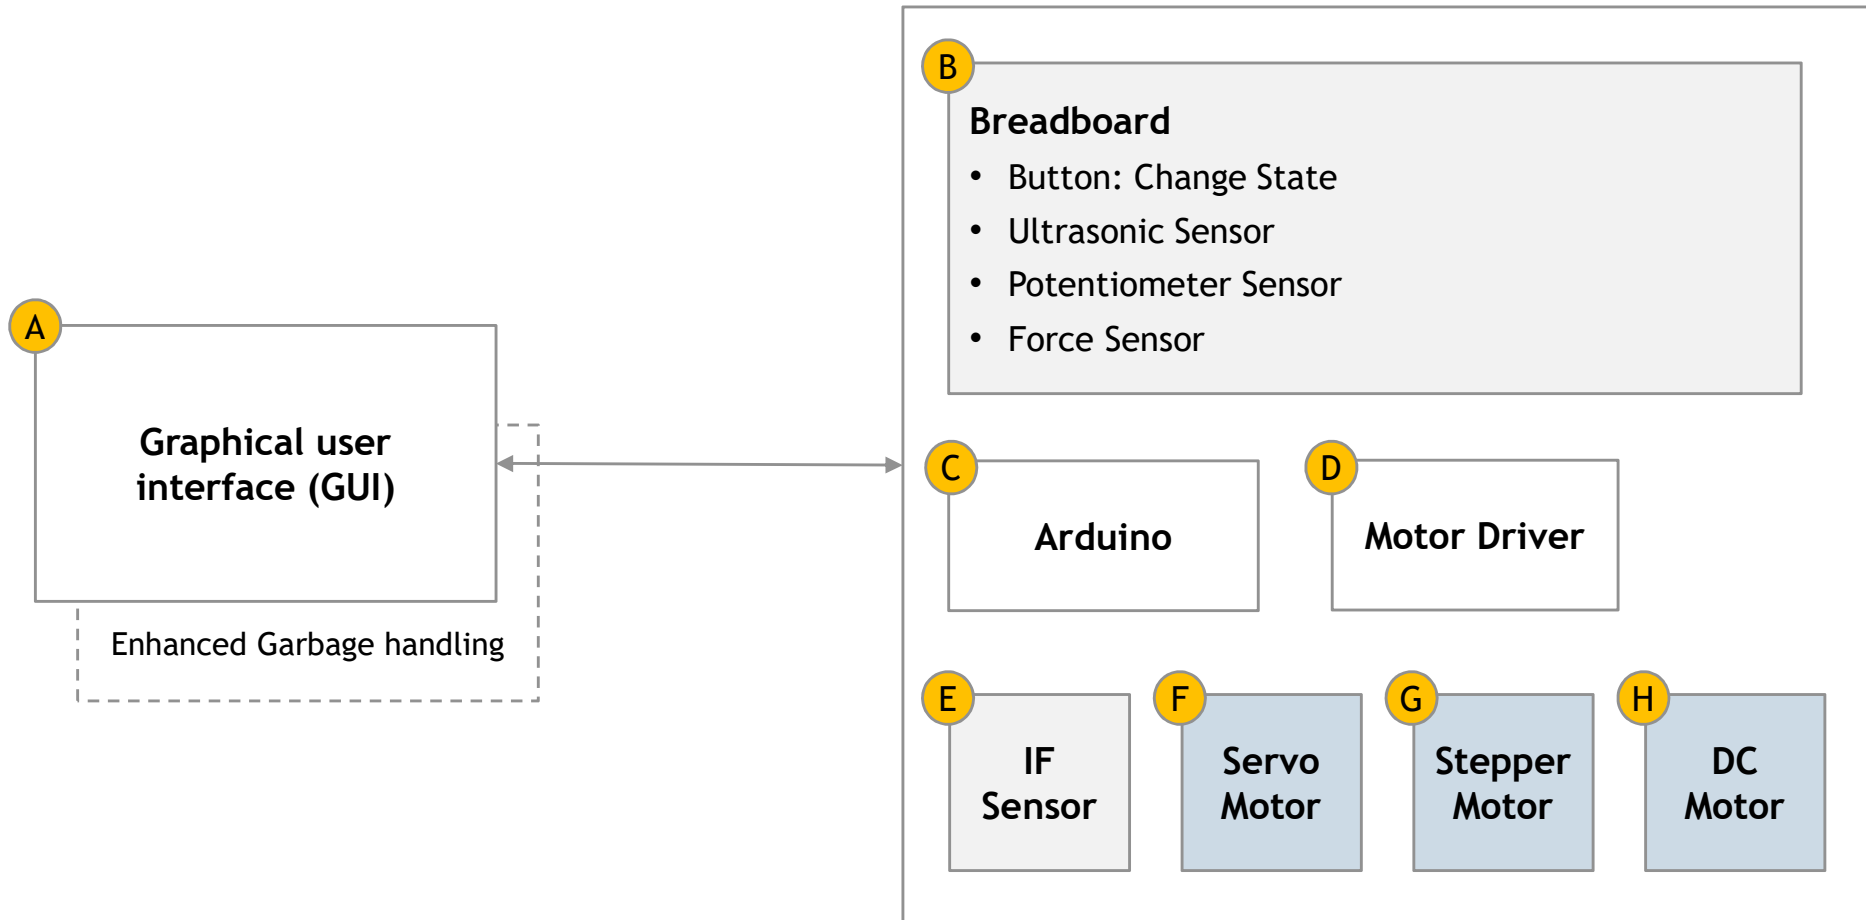 B
Breadboard
• Button: Change State
• Ultrasonic Sensor
• Potentiometer Sensor
• Force Sensor
A
Graphical user
interface (GUI)
Enhanced Garbage handling
C
Arduino
D
Motor Driver
E
IF
Sensor
F
Servo
Motor
G
Stepper
Motor
H
DC
Motor